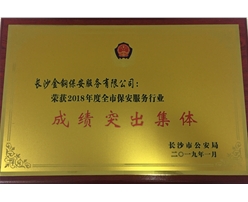 长沙金钢保安服务有限公司：
荣获2018年度全市保安服务行业
成绩突出集体
长沙市公安局
二〇一九年一月